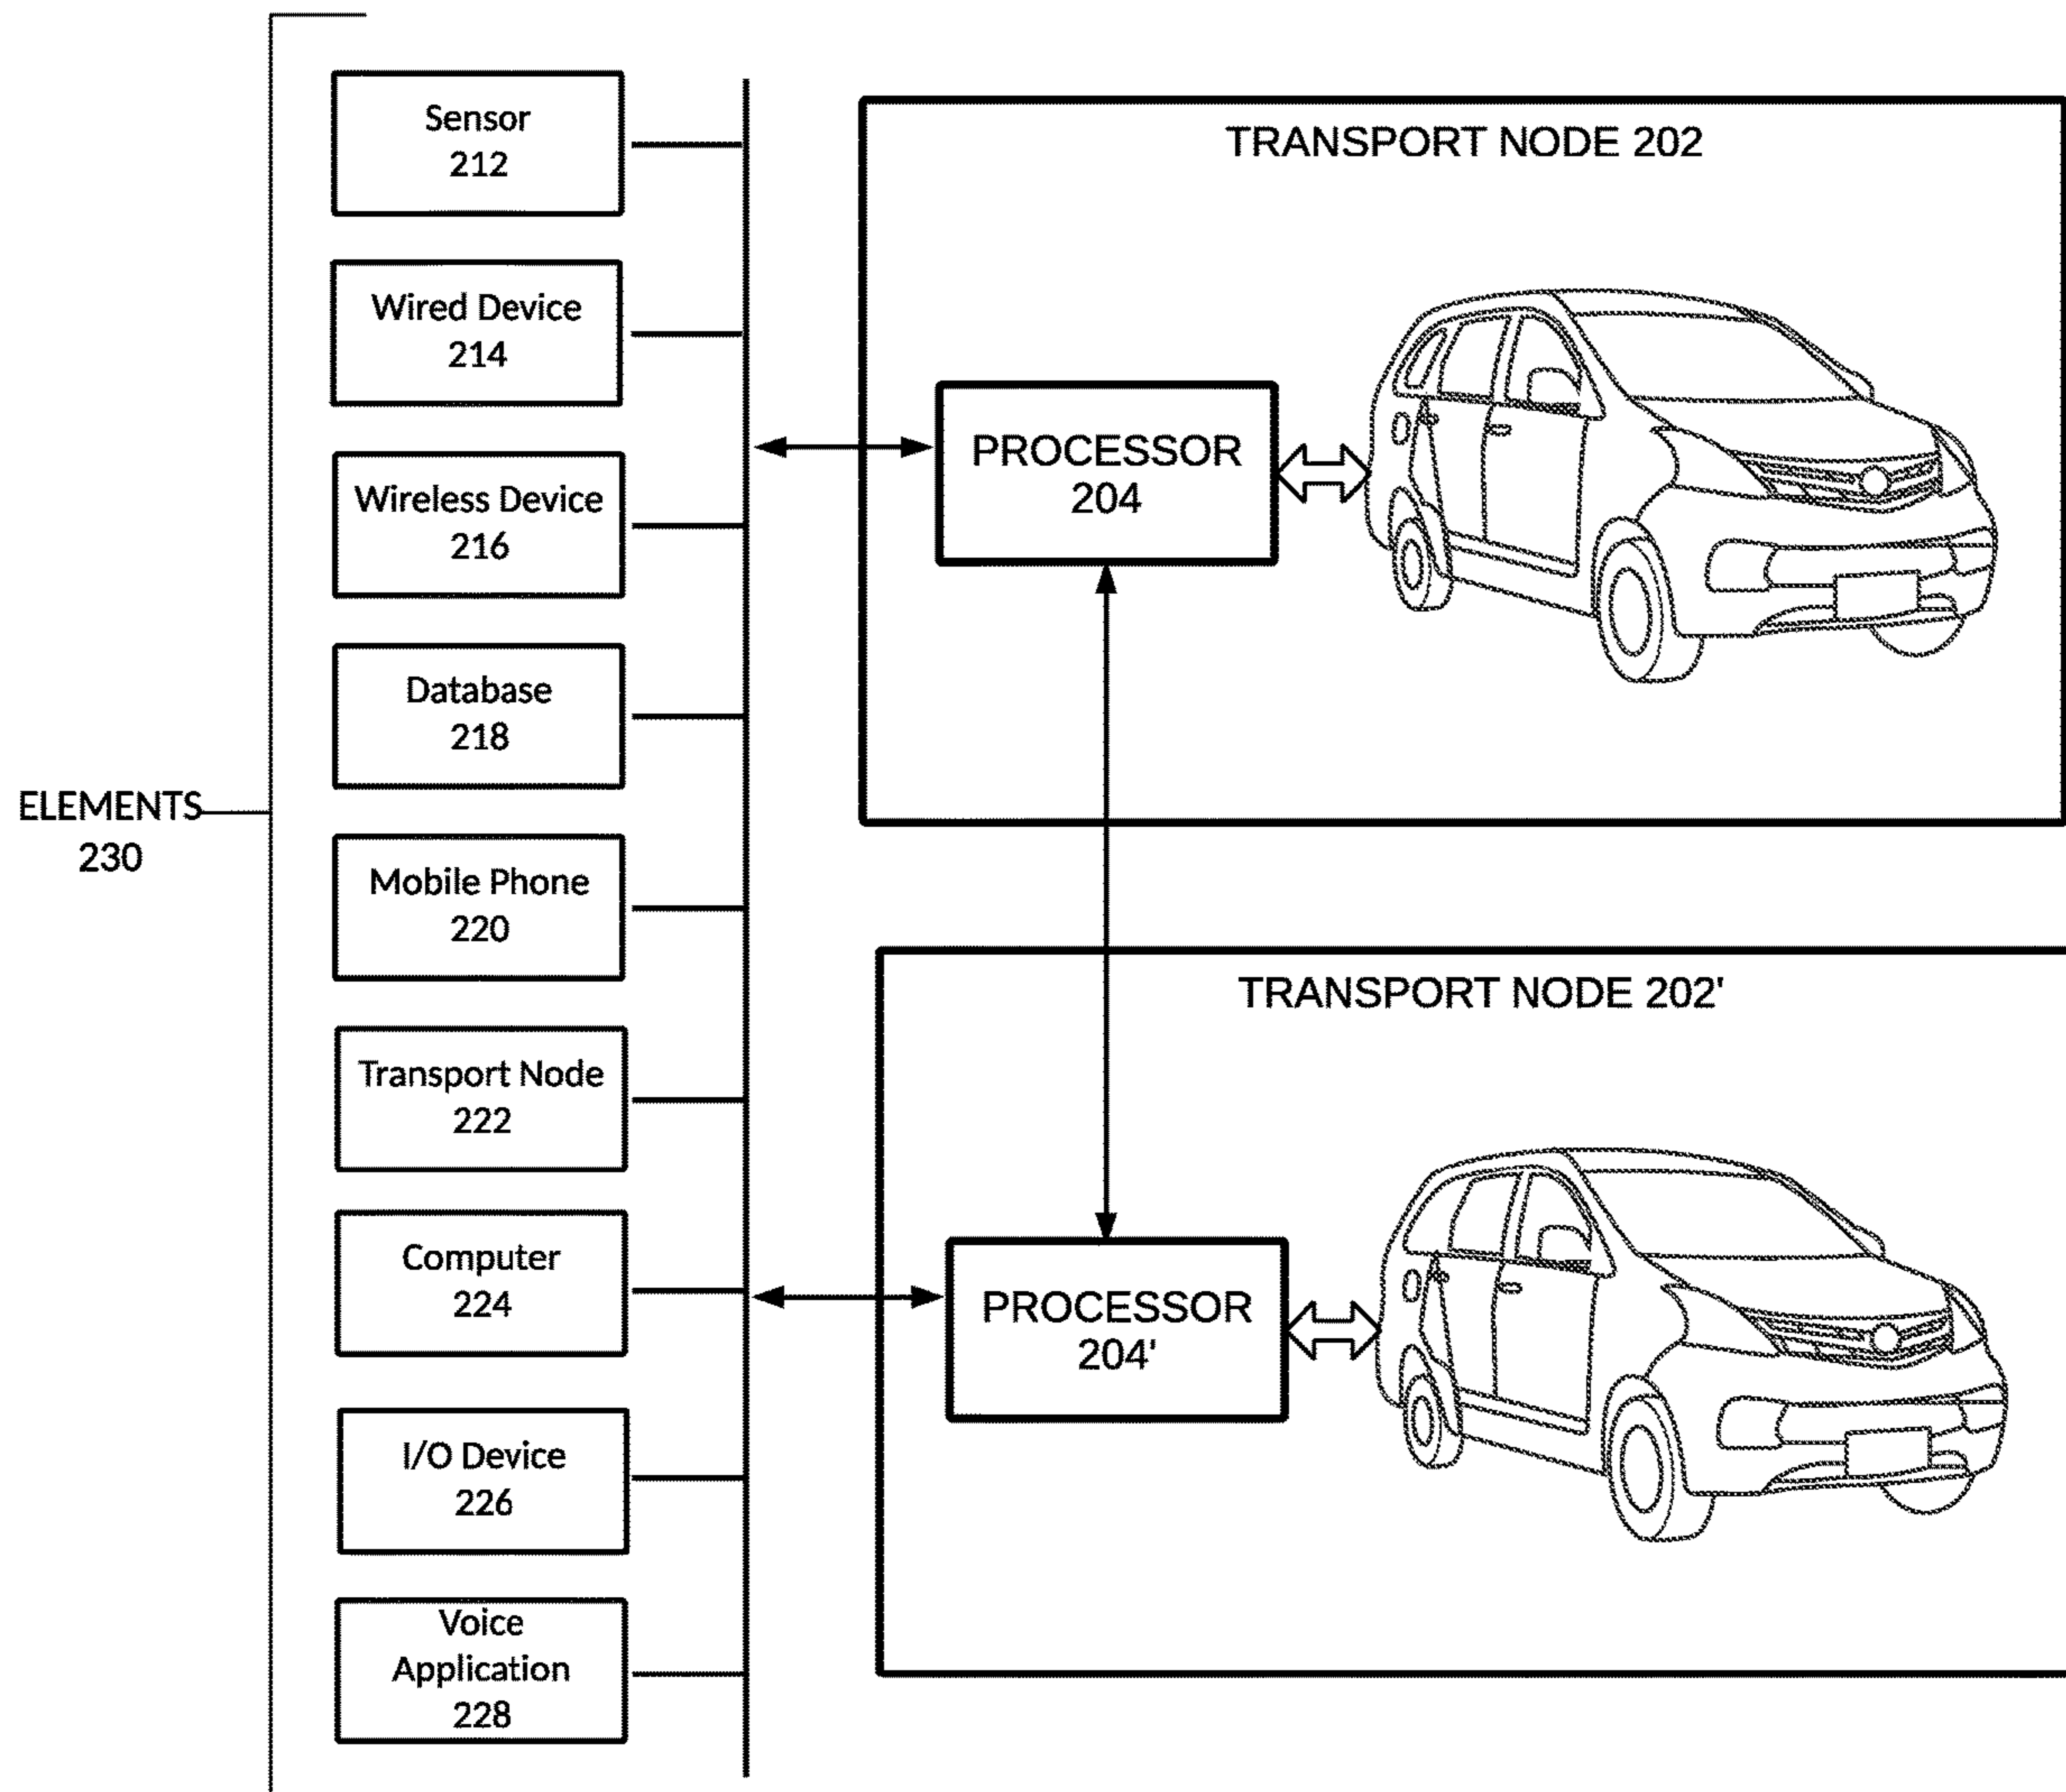 Sensor
212
Wired Device
214
Wireless Device
216
Database
218
ELEMENTS
230
Mobile Phone
220
Transport Node
222
Computer
224
I/O Device
226
Voice
Application
228
TRANSPORT NODE 202
PROCESSOR
204
TRANSPORT NODE 202'
PROCESSOR
204'